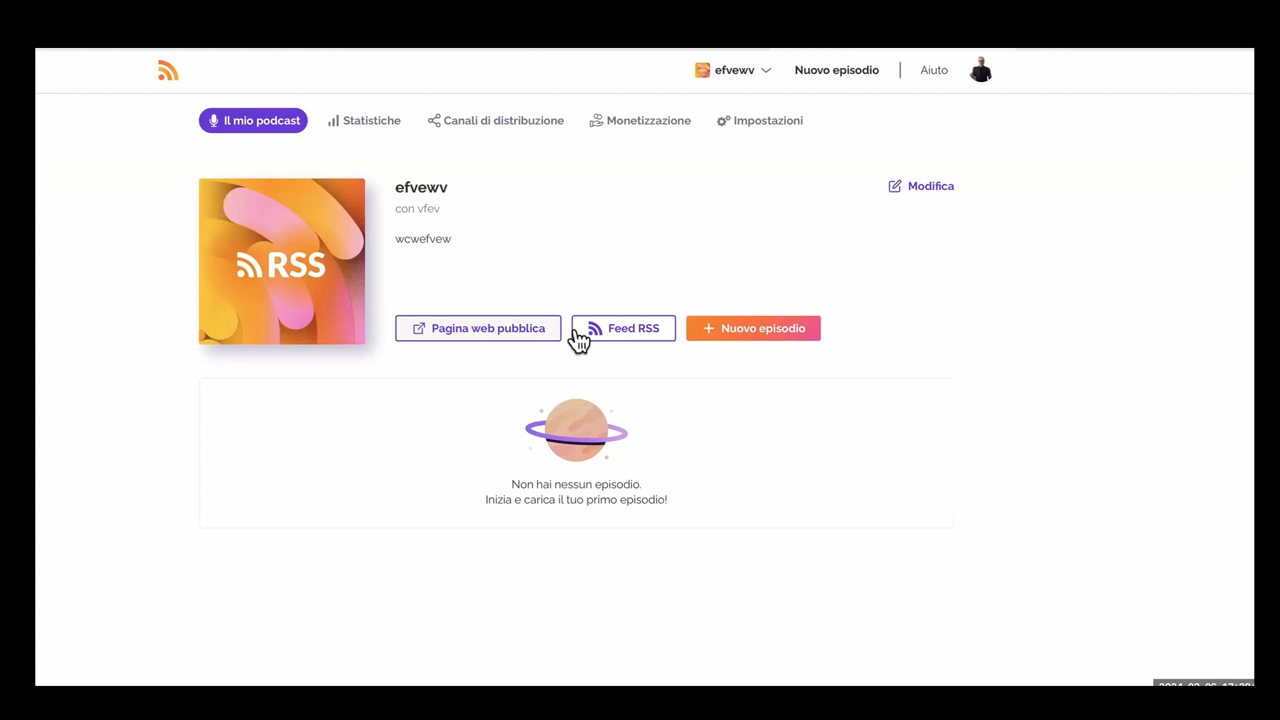 efvewv
Nuovo episodio
Aiuto
Il mio podcast
Statistiche
Canali di distribuzione
Monetizzazione
Impostazioni
RSS
efvewv
Modifica
con vfev
wcwefvew
Pagina web pubblica
Feed RSS
+ Nuovo episodio
Non hai nessun episodio.
Inizia e carica il tuo primo episodio!